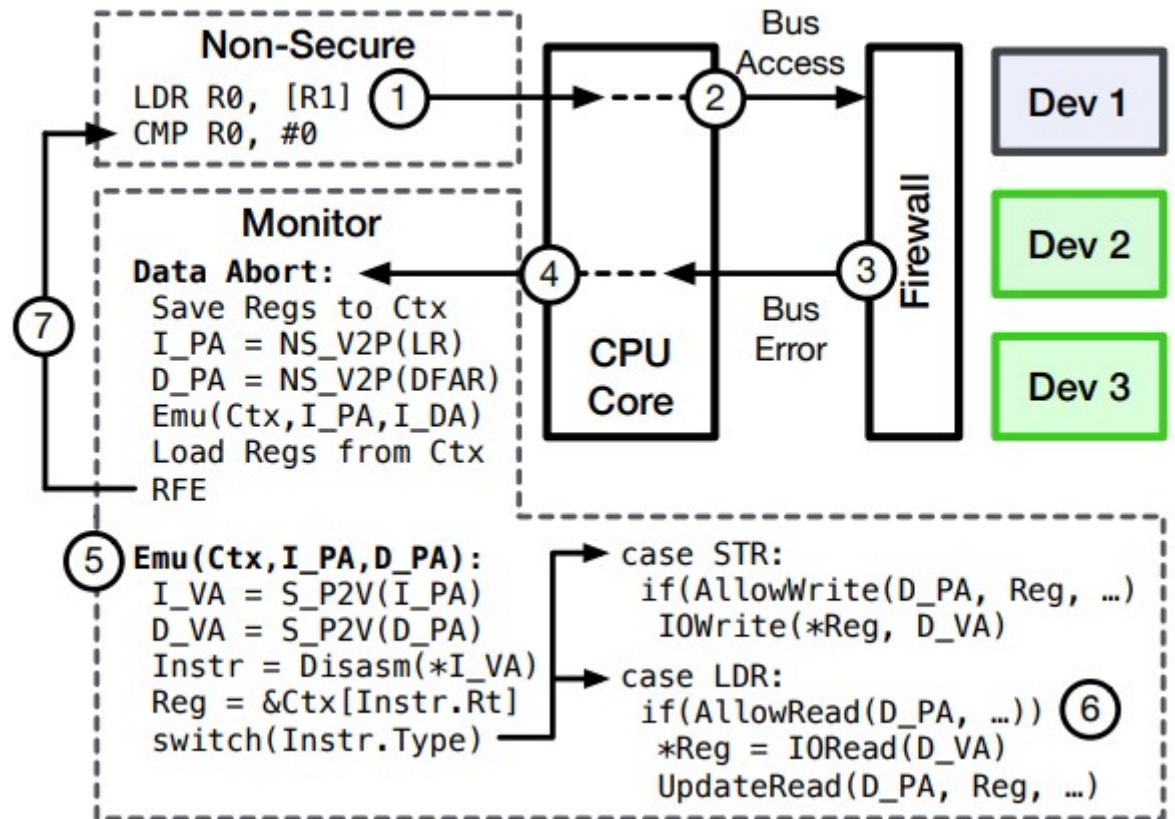 Non-Secure
LDR R0, [R1]
CMP R0, #0
1
2
Bus
Access
Firewall
Dev 1
Dev 2
Dev 3
3
Bus
Error
4
CPU
Core
Monitor
Data Abort:
Save Regs to Ctx
I_PA = NS_V2P(LR)
D_PA = NS_V2P(DFAR)
Emu(Ctx,I_PA,I_DA)
Load Regs from Ctx
RFE
7
5
Emu(Ctx,I_PA,D_PA):
I_VA = S_P2V(I_PA)
D_VA = S_P2V(D_PA)
Instr = Disasm(*I_VA)
Reg = &Ctx[Instr.Rt]
switch(Instr.Type)
case STR:
if(AllowWrite(D_PA, Reg, …)
IOWrite(*Reg, D_VA)
case LDR:
if(AllowRead(D_PA, …))
6
*Reg = IORead(D_VA)
UpdateRead(D_PA, Reg, …)